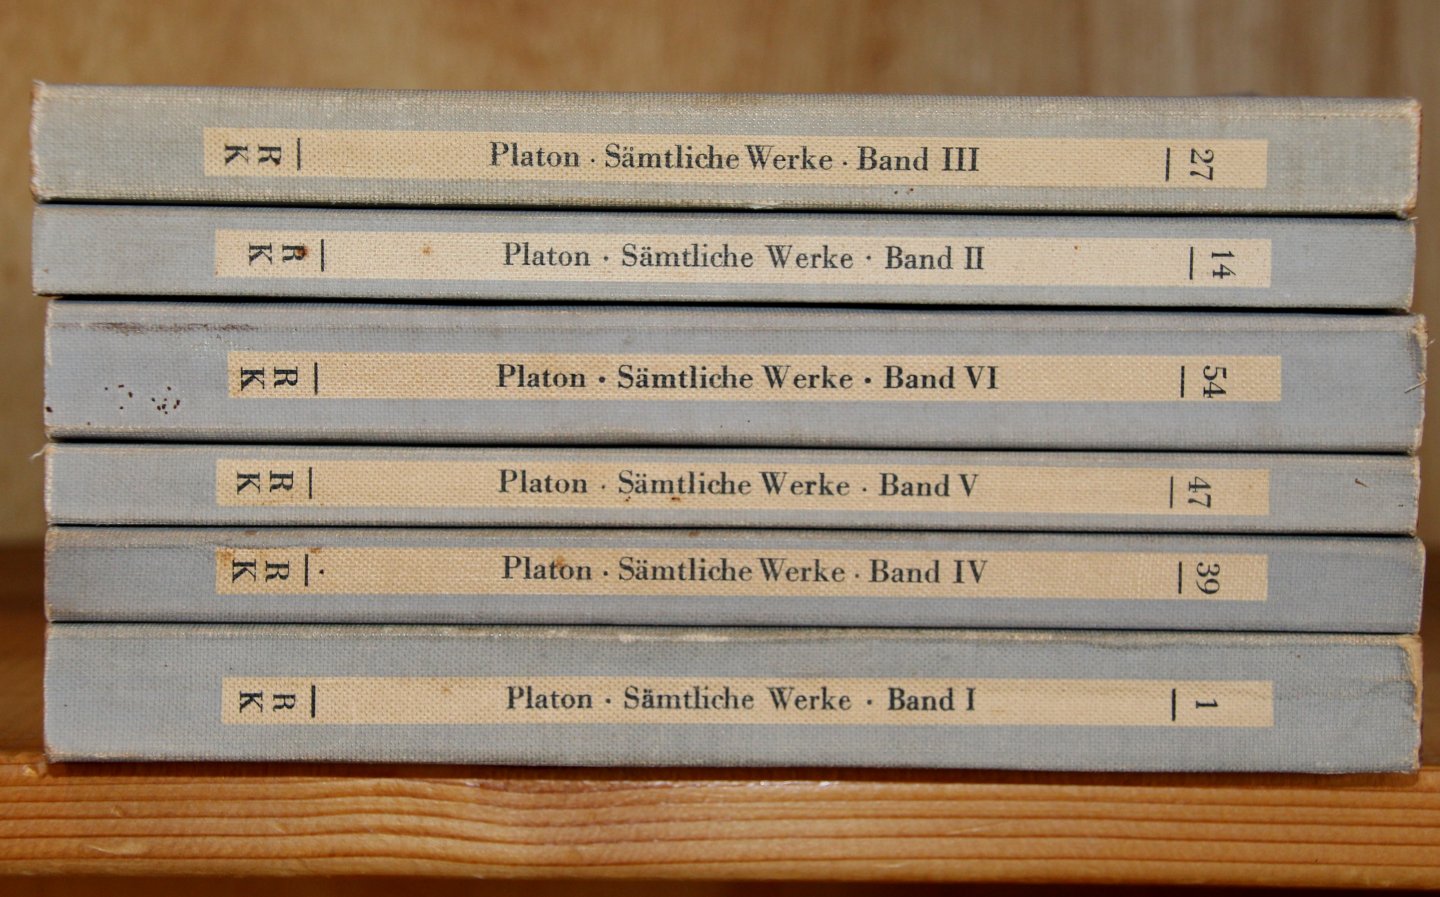 RK Platon · Sämtliche Werke · Band III 27
RK Platon · Sämtliche Werke · Band II 14
RK Platon · Sämtliche Werke · Band VI 54
RK Platon · Sämtliche Werke · Band V 47
RK Platon · Sämtliche Werke · Band IV 39
RK Platon · Sämtliche Werke · Band I 1